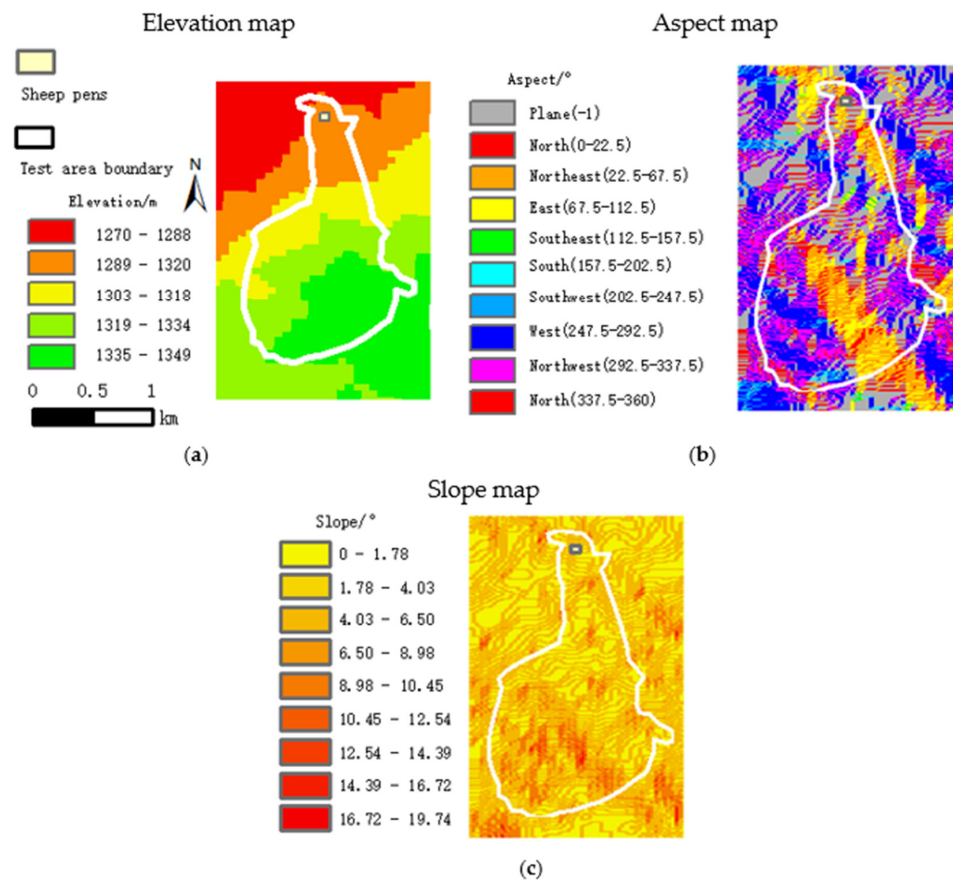 Elevation map
Sheep pens
Test area boundary
N
Elevation/m
1270 - 1288
1289 - 1320
1303 - 1318
1319 - 1334
1335 - 1349
0 0.5 1
km
(a)
Aspect map
Aspect/°
Plane(-1)
North(0-22.5)
Northeast(22.5-67.5)
East(67.5-112.5)
Southeast(112.5-157.5)
South(157.5-202.5)
Southwest(202.5-247.5)
West(247.5-292.5)
Northwest(292.5-337.5)
North(337.5-360)
(b)
Slope map
Slope/°
0 - 1.78
1.78 - 4.03
4.03 - 6.50
6.50 - 8.98
8.98 - 10.45
10.45 - 12.54
12.54 - 14.39
14.39 - 16.72
16.72 - 19.74
(c)